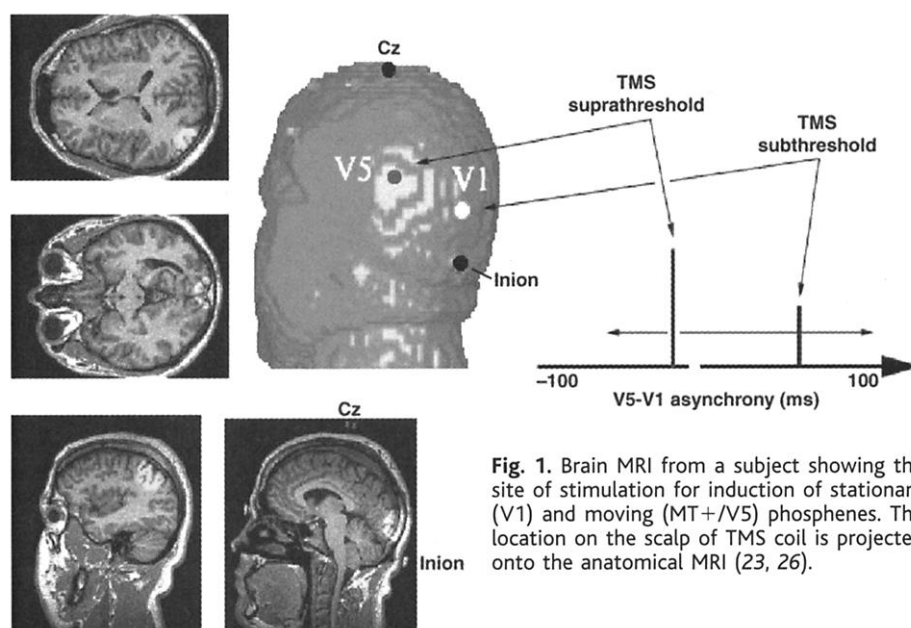 Cz
TMS
suprathreshold
TMS
subthreshold
V5
V1
Inion
–100
100
V5-V1 asynchrony (ms)
Cz
Inion
Fig. 1. Brain MRI from a subject showing th
site of stimulation for induction of stationar
(V1) and moving (MT+/V5) phosphenes. Th
location on the scalp of TMS coil is projecte
onto the anatomical MRI (23, 26).